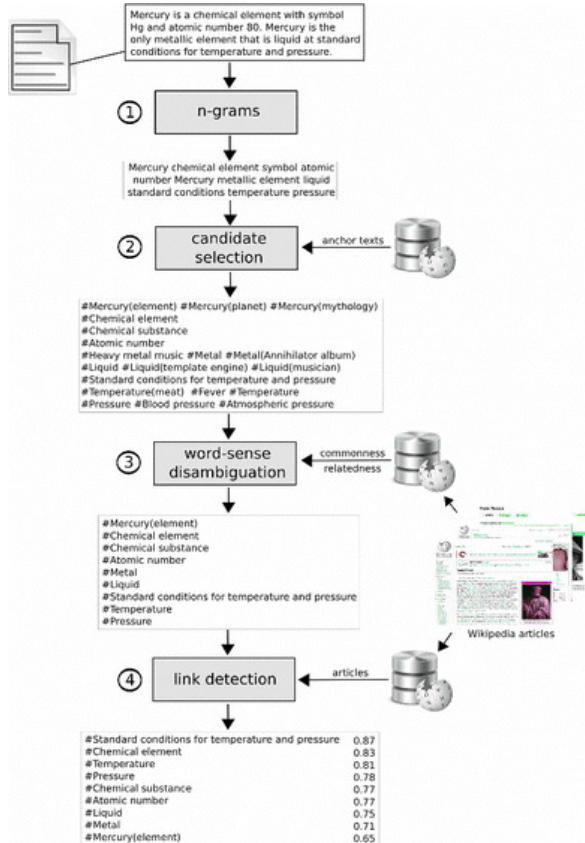 Mercury is a chemical element with symbol
Hg and atomic number 80. Mercury is the
only metallic element that is liquid at standard
conditions for temperature and pressure.
1
n-grams
Mercury chemical element symbol atomic
number Mercury metallic element liquid
standard conditions temperature pressure
2
candidate
selection
anchor texts
#Mercury(element) #Mercury(planet) #Mercury(mythology)
#Chemical element
#Chemical substance
#Atomic number
#Heavy metal music #Metal #Metal(Annihilator album)
#Liquid #Liquid(template engine) #Liquid(musician)
#Standard conditions for temperature and pressure
#Temperature(meat) #Fever #Temperature
#Pressure #Blood pressure #Atmospheric pressure
3
word-sense
disambiguation
commonness
relatedness
#Mercury(element)
#Chemical element
#Chemical substance
#Atomic number
#Metal
#Liquid
#Standard conditions for temperature and pressure
#Temperature
#Pressure
Wikipedia articles
4
link detection
articles
#Standard conditions for temperature and pressure 0.87
#Chemical element 0.83
#Temperature 0.81
#Pressure 0.78
#Chemical substance 0.77
#Atomic number 0.77
#Liquid 0.75
#Metal 0.71
#Mercury(element) 0.65